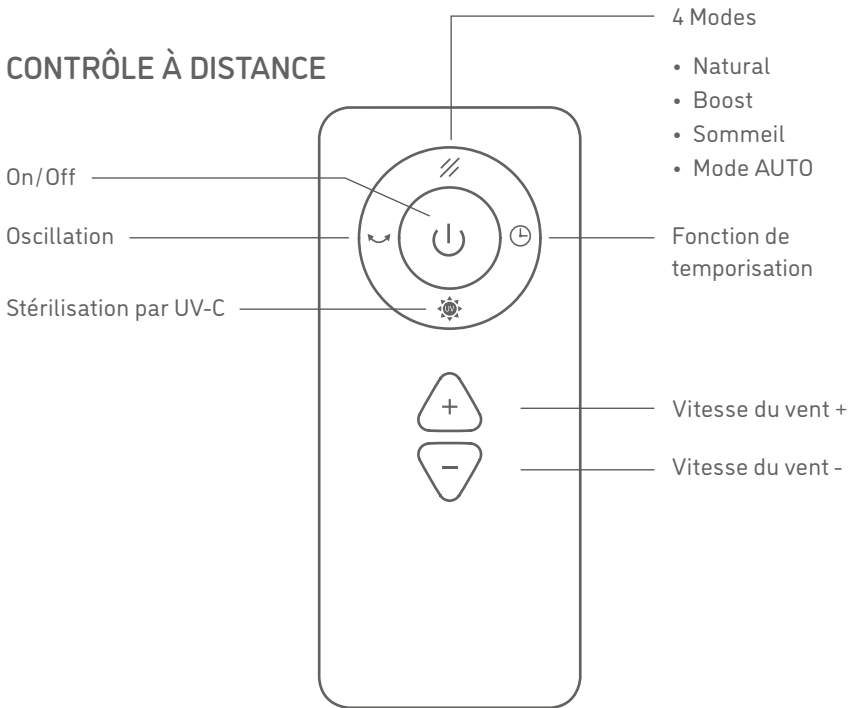 CONTRÔLE À DISTANCE
4 Modes
• Natural
• Boost
• Sommeil
• Mode AUTO
On/Off
Oscillation
Stérilisation par UV-C
Fonction de
temporisation
UV
+
Vitesse du vent +
−
Vitesse du vent -